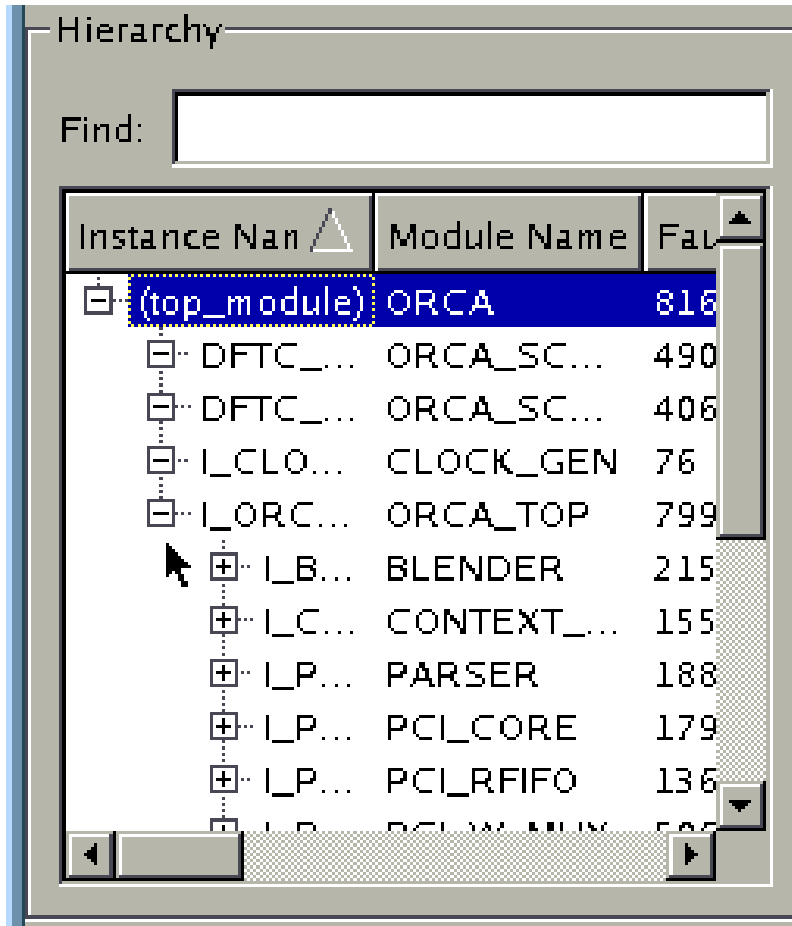 Hierarchy
Find:
Instance Nan Module Name Fau
(top_module) ORCA 816
DFTC_... ORCA_SC... 490
DFTC_... ORCA_SC... 406
I_CLO... CLOCK_GEN 76
I_ORC... ORCA_TOP 799
I_B... BLENDER 215
I_C... CONTEXT_... 155
I_P... PARSER 188
I_P... PCI_CORE 179
I_P... PCI_RFIFO 136